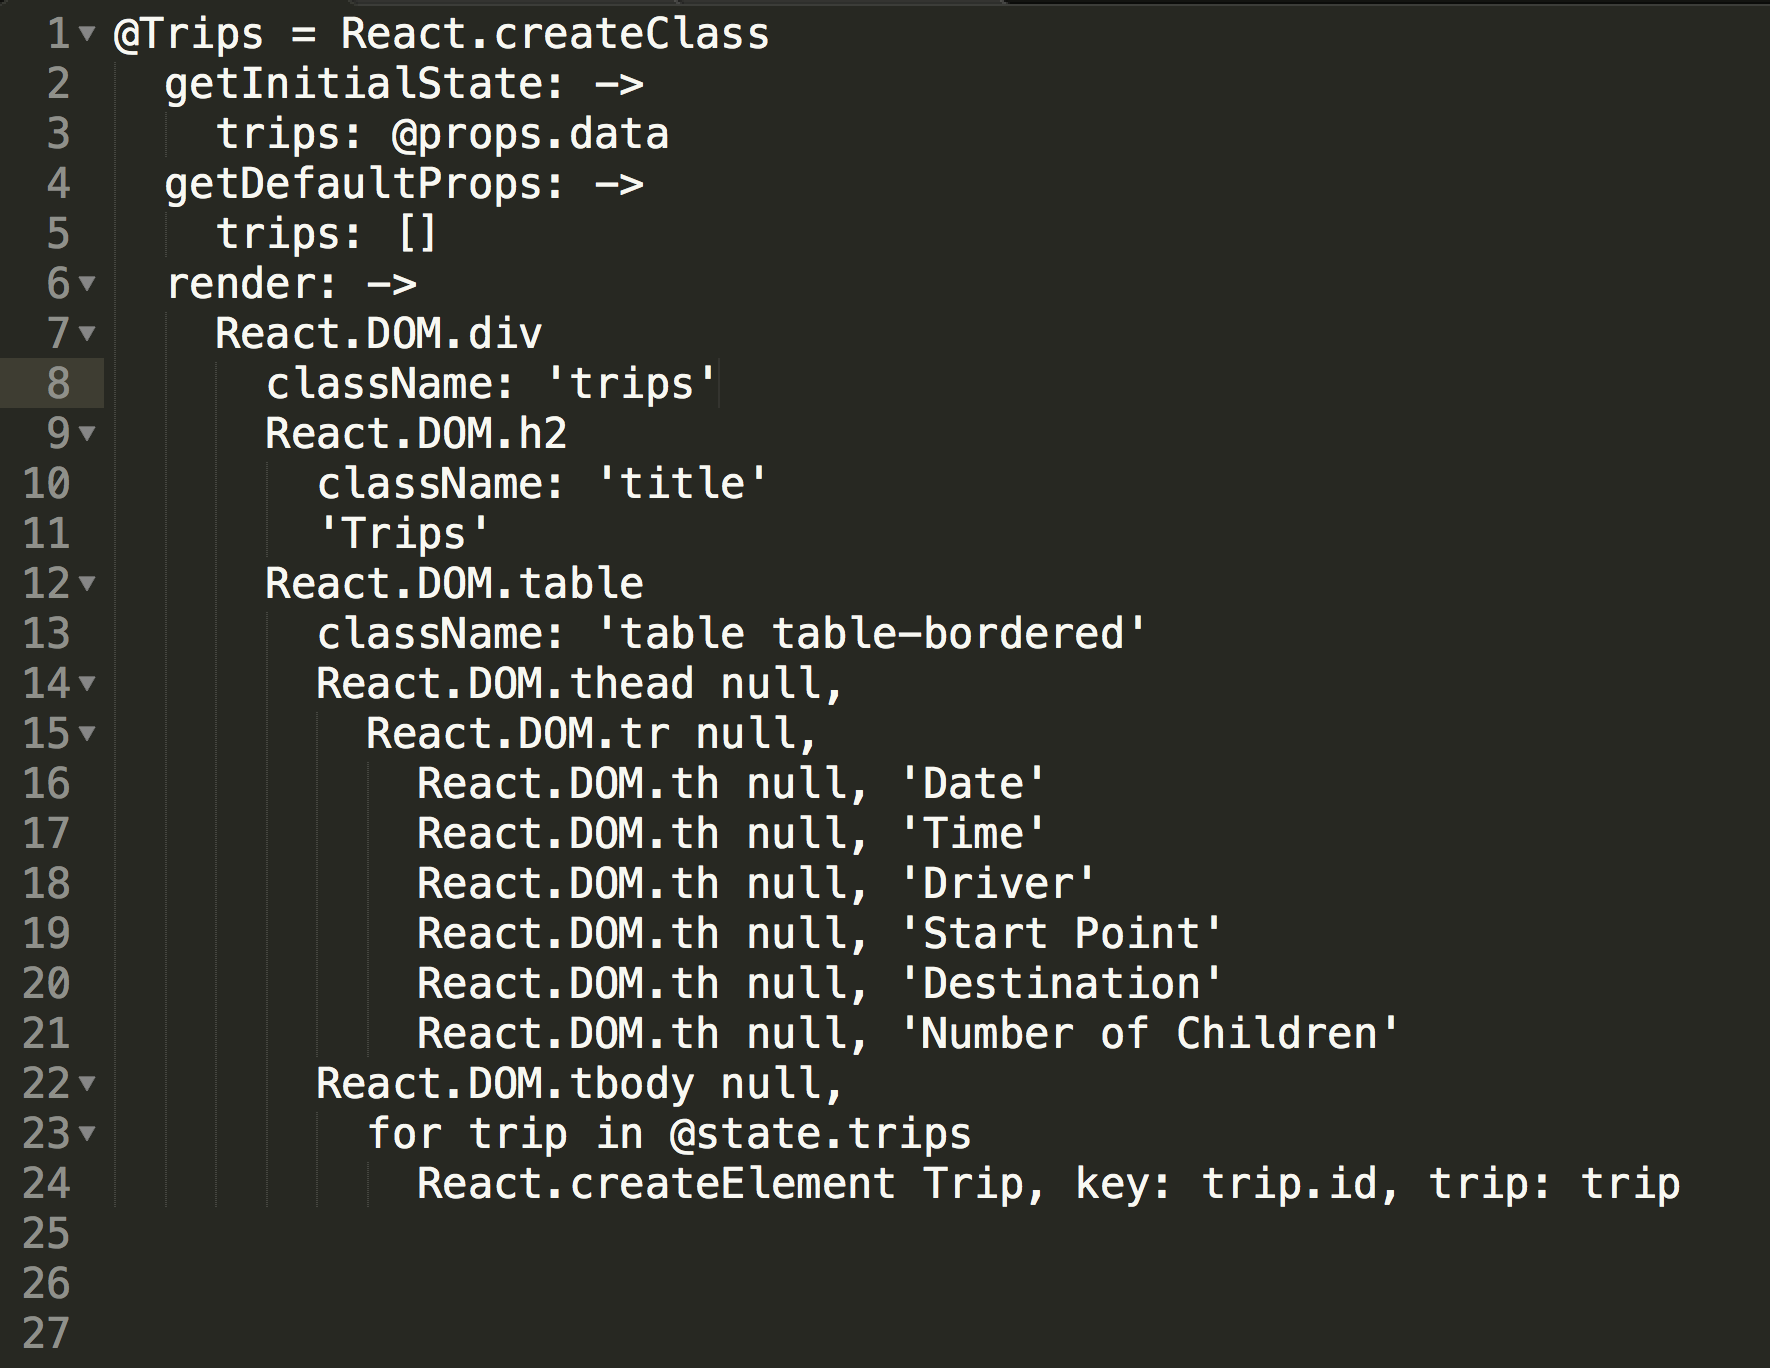 1 @Trips = React.createClass
2 getInitialState: ->
3 trips: @props.data
4 getDefaultProps: ->
5 trips: []
6 render: ->
7 React.DOM.div
8 className: 'trips'
9 React.DOM.h2
10 className: 'title'
11 'Trips'
12 React.DOM.table
13 className: 'table table-bordered'
14 React.DOM.thead null,
15 React.DOM.tr null,
16 React.DOM.th null, 'Date'
17 React.DOM.th null, 'Time'
18 React.DOM.th null, 'Driver'
19 React.DOM.th null, 'Start Point'
20 React.DOM.th null, 'Destination'
21 React.DOM.th null, 'Number of Children'
22 React.DOM.tbody null,
23 for trip in @state.trips
24 React.createElement Trip, key: trip.id, trip: trip
25
26
27